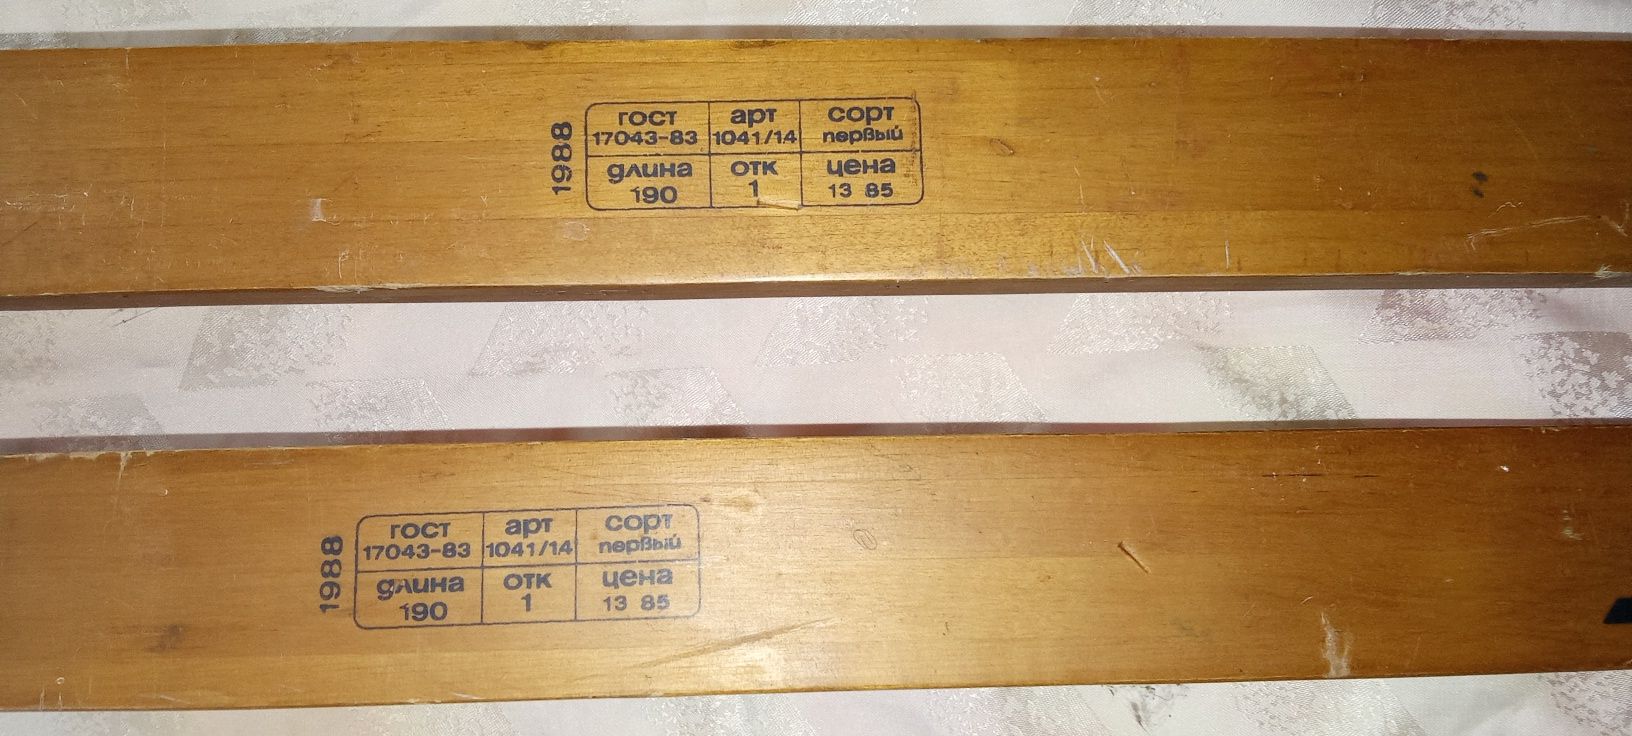 1988
гост арт сорт
17043-83 1041/14 первый
длина отк цена
190 1 13 85
1988
гост арт сорт
17043-83 1041/14 первый
длина отк цена
190 1 13 85